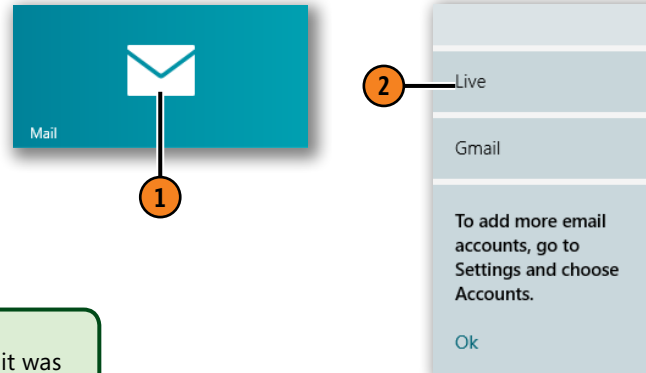 Mail
1
2
Live
Gmail
To add more email
accounts, go to
Settings and choose
Accounts.
Ok
it was